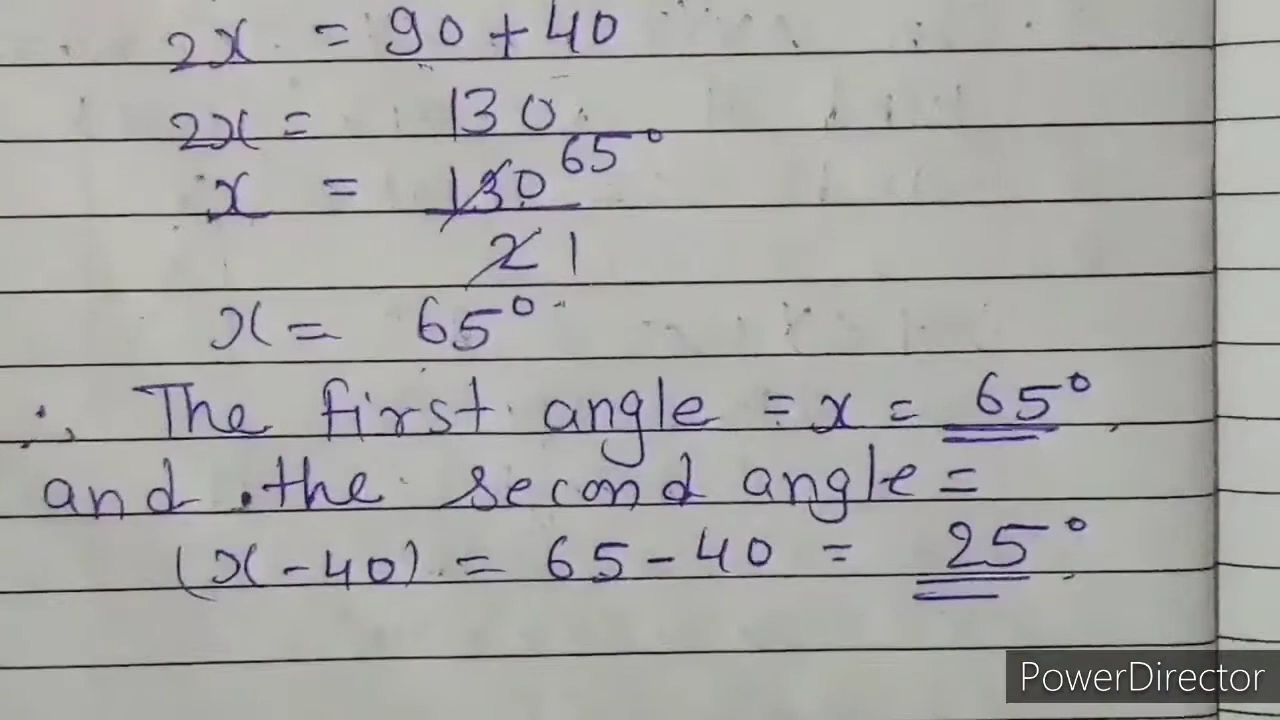 2x = 90 + 40
2x = 130
x = 130 65°
2 1
x = 65°
∴ The first angle = x = 65°
and the second angle =
(x - 40) = 65 - 40 = 25°
PowerDirector